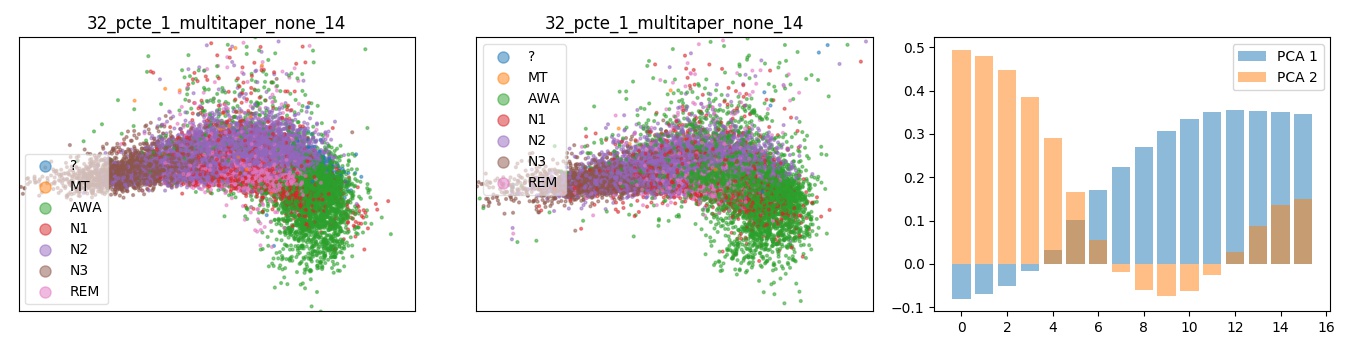 32_pcte_1_multitaper_none_14
?
MT
AWA
N1
N2
N3
REM
32_pcte_1_multitaper_none_14
?
MT
AWA
N1
N2
N3
REM
PCA 1
PCA 2
0.5
0.4
0.3
0.2
0.1
0.0
−0.1
0 2 4 6 8 10 12 14 16